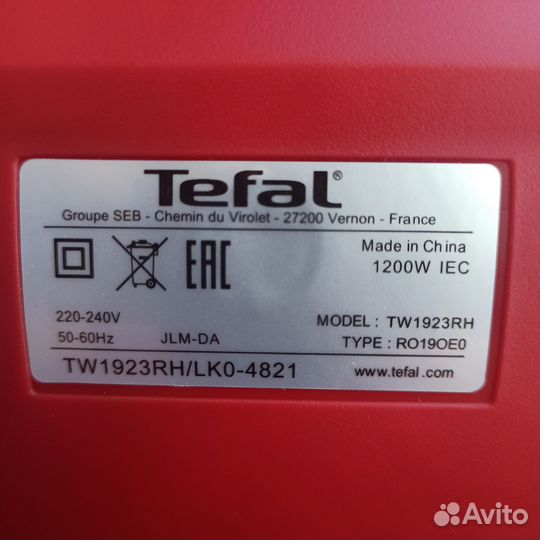 Tefal®
Groupe SEB - Chemin du Virolet - 27200 Vernon - France
EAC
Made in China
1200W IEC
220-240V
50-60Hz
JLM-DA
MODEL: TW1923RH
TYPE: RO19OE0
TW1923RH/LK0-4821
www.tefal.com
Avito